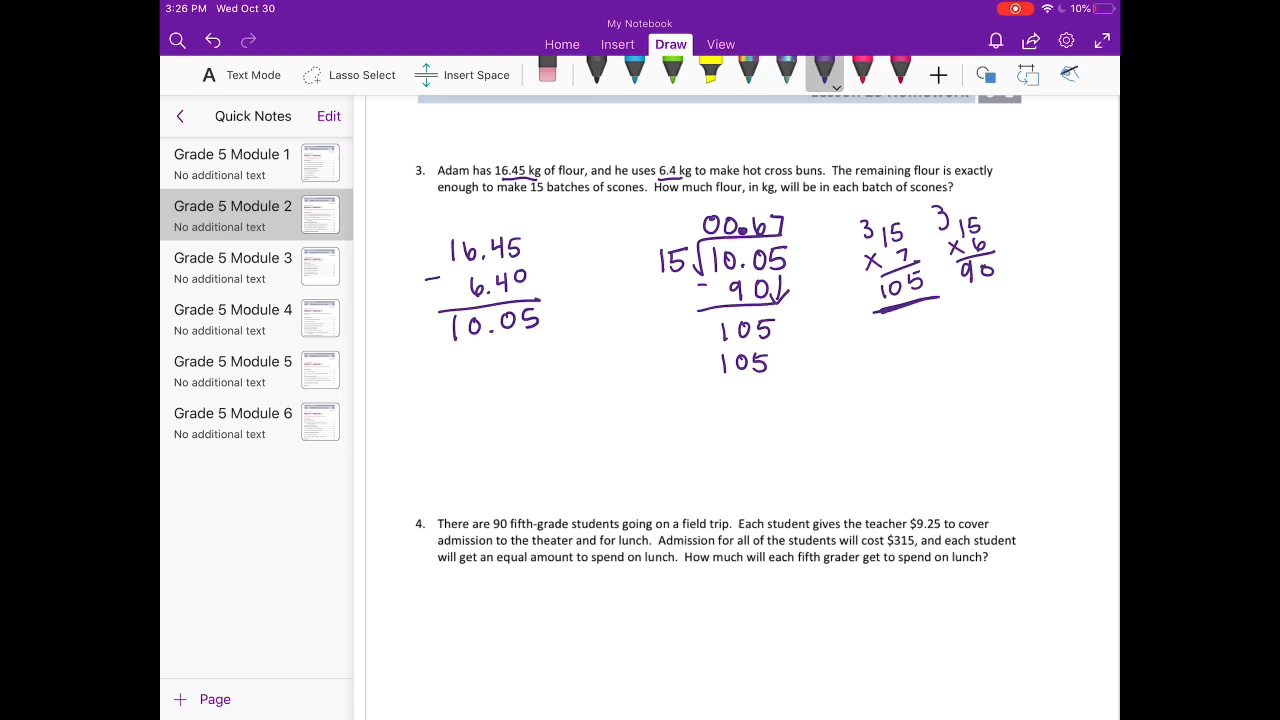 3:26 PM Wed Oct 30
10%
My Notebook
Home Insert Draw View
A Text Mode Lasso Select Insert Space
Quick Notes Edit
Grade 5 Module 1
No additional text
Grade 5 Module 2
No additional text
Grade 5 Module 3
No additional text
Grade 5 Module 4
No additional text
Grade 5 Module 5
No additional text
Grade 5 Module 6
No additional text
+ Page
3. Adam has 16.45 kg of flour, and he uses 6.4 kg to make hot cross buns. The remaining flour is exactly
enough to make 15 batches of scones. How much flour, in kg, will be in each batch of scones?
16.45
- 6.40
10.05
00.67
15 √10.05
- 90↓
105
105
3 15
x 7
105
3 15
x 6
90
4. There are 90 fifth-grade students going on a field trip. Each student gives the teacher $9.25 to cover
admission to the theater and for lunch. Admission for all of the students will cost $315, and each student
will get an equal amount to spend on lunch. How much will each fifth grader get to spend on lunch?